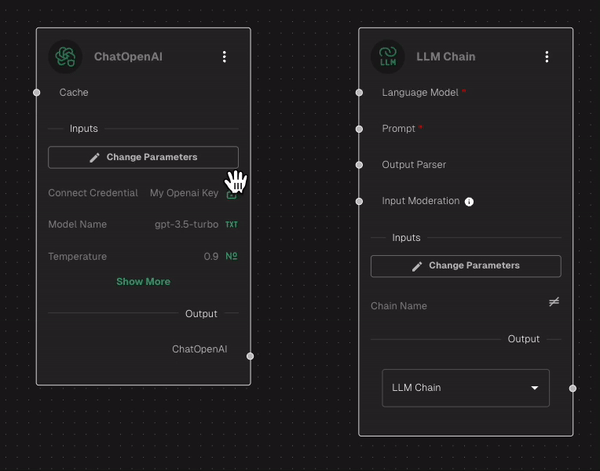 ChatOpenAI
Cache
Inputs
Change Parameters
Connect Credential My Openai Key
Model Name gpt-3.5-turbo TXT
Temperature 0.9 Nº
Show More
Output
ChatOpenAI
LLM
LLM Chain
Language Model *
Prompt *
Output Parser
Input Moderation
Inputs
Change Parameters
Chain Name
Output
LLM Chain